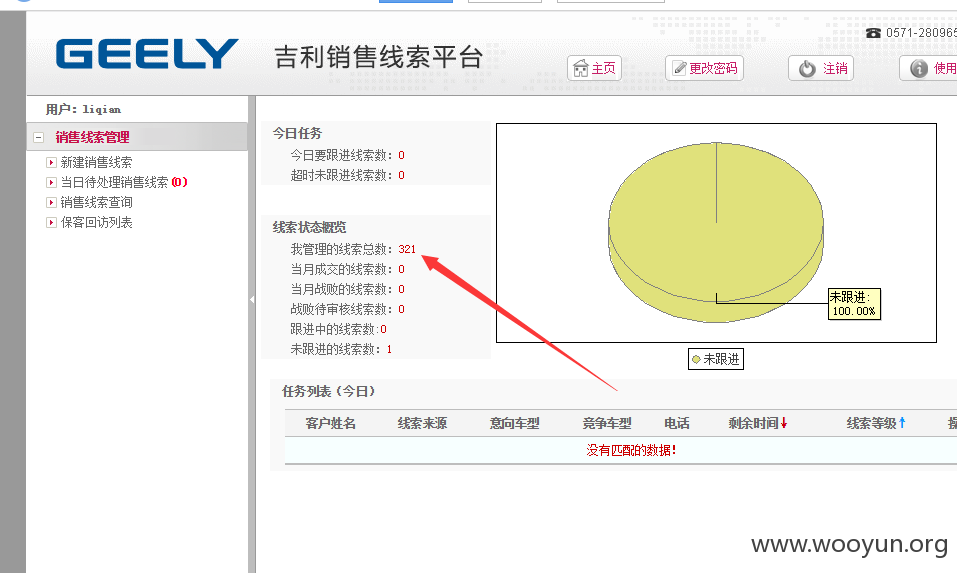 GEELY 吉利销售线索平台
0571-280965
主页 更改密码 注销 使用
用户：liqian
销售线索管理
新建销售线索
当日待处理销售线索(0)
销售线索查询
保客回访列表
今日任务
今日要跟进线索数：0
超时未跟进线索数：0
线索状态概览
我管理的线索总数：321
当月成交的线索数：0
当月战败的线索数：0
战败待审核线索数：0
跟进中的线索数:0
未跟进的线索数：1
未跟进:
100.00%
未跟进
任务列表（今日）
客户姓名 线索来源 意向车型 竞争车型 电话 剩余时间↓ 线索等级↑
没有匹配的数据!
www.wooyun.org